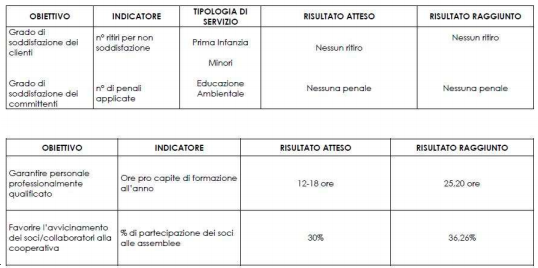 OBIETTIVO INDICATORE TIPOLOGIA DI SERVIZIO RISULTATO ATTESO RISULTATO RAGGIUNTO
Grado di
soddisfazione dei
clienti
n° ritiri per non
soddisfazione
Prima Infanzia
Minori
Educazione
Ambientale
Nessun ritiro
Nessun ritiro
Grado di
soddisfazione dei
committenti
n° di penali
applicate
Nessuna penale
Nessuna penale
OBIETTIVO INDICATORE RISULTATO ATTESO RISULTATO RAGGIUNTO
Garantire personale
professionalmente
qualificato
Ore pro capite di formazione
all'anno
12-18 ore
25,20 ore
Favorire l'avvicinamento
dei soci/collaboratori alla
cooperativa
% di partecipazione dei soci
alle assemblee
30%
36,26%